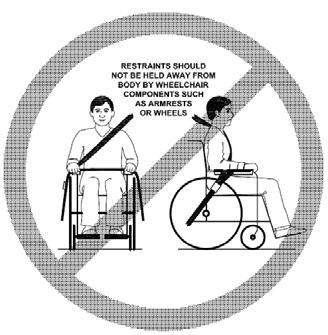 RESTRAINTS SHOULD
NOT BE HELD AWAY FROM
BODY BY WHEELCHAIR
COMPONENTS SUCH
AS ARMRESTS
OR WHEELS